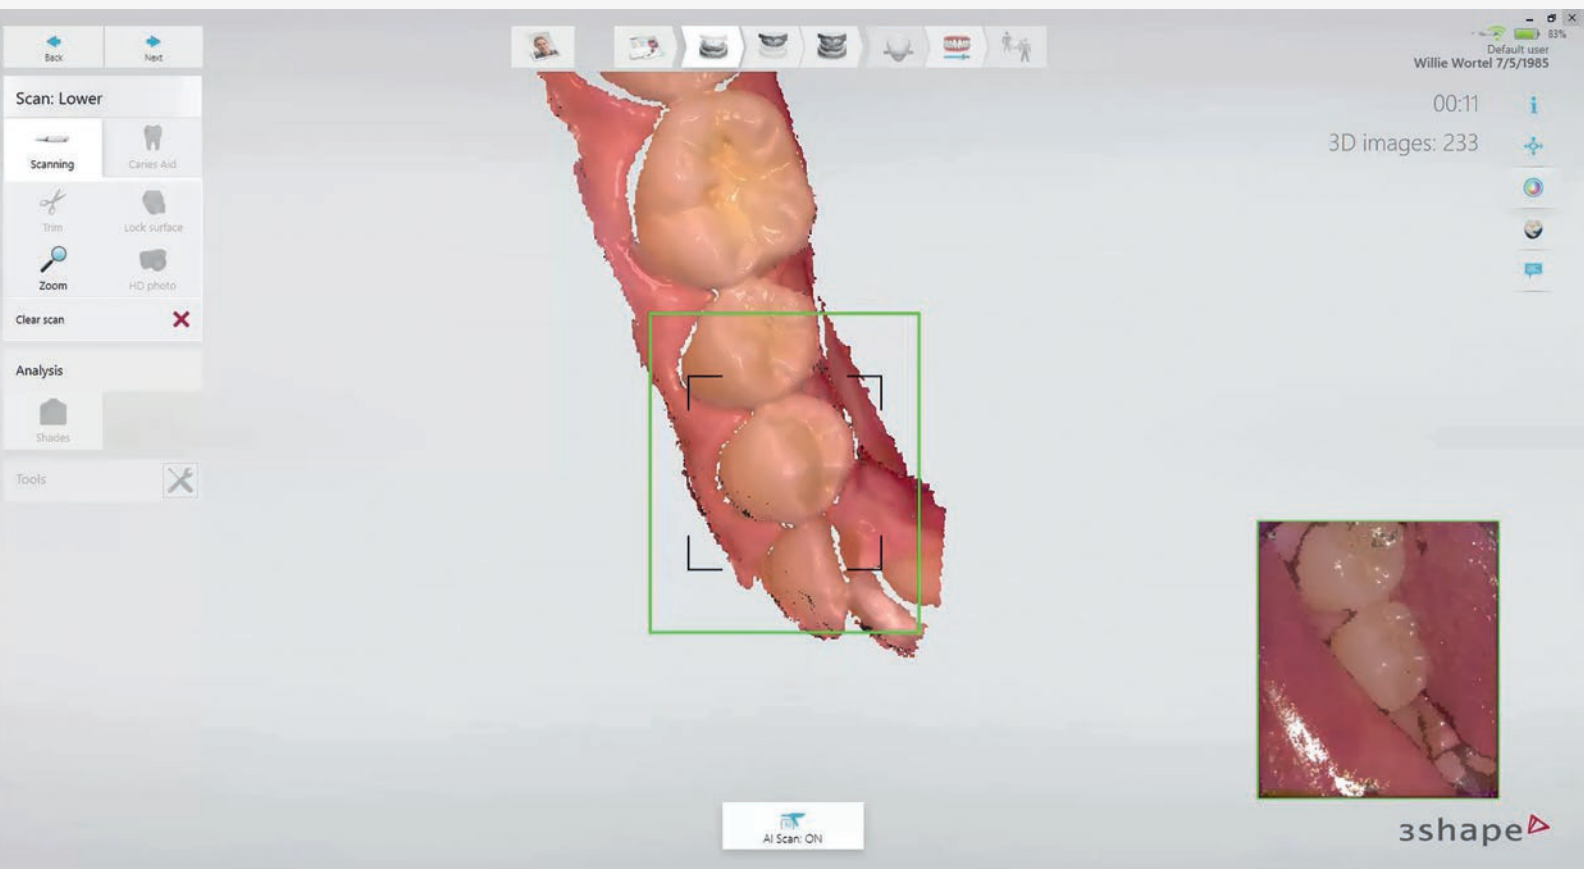 Back
Next
83%
Default user
Willie Wortel 7/5/1985
Scan: Lower
Scanning
Caries Aid
Trim
Lock surface
Zoom
HD photo
Clear scan
Analysis
Shades
Tools
00:11
3D images: 233
AI Scan: ON
3shape